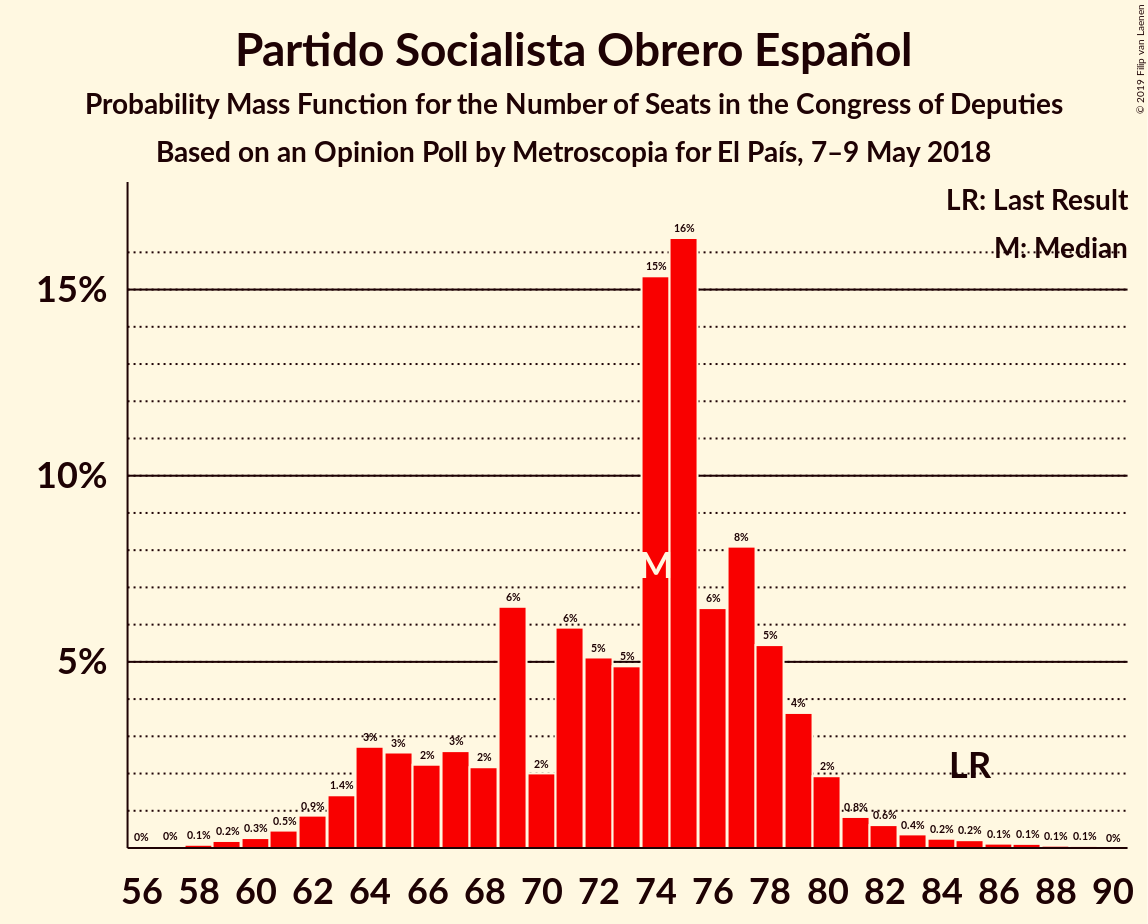 Partido Socialista Obrero Español
Probability Mass Function for the Number of Seats in the Congress of Deputies
Based on an Opinion Poll by Metroscopia for El País, 7–9 May 2018
© 2019 Filip van Laenen
LR: Last Result
M: Median
15%
10%
5%
0% 0% 0.1% 0.2% 0.3% 0.5% 0.9% 1.4% 3% 3% 2% 3% 2% 6% 2% 6% 5% 5% 15% 16% 6% 8% 5% 4% 2% 0.8% 0.6% 0.4% 0.2% 0.2% 0.1% 0.1% 0.1% 0.1% 0%
M
LR
56 58 60 62 64 66 68 70 72 74 76 78 80 82 84 86 88 90